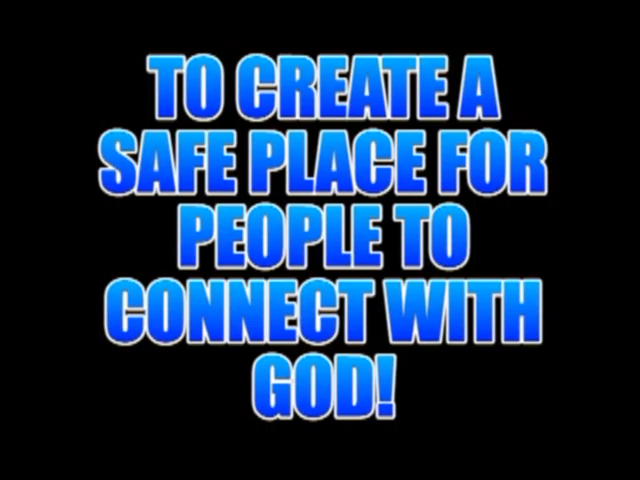 TO CREATE A
SAFE PLACE FOR
PEOPLE TO
CONNECT WITH
GOD!